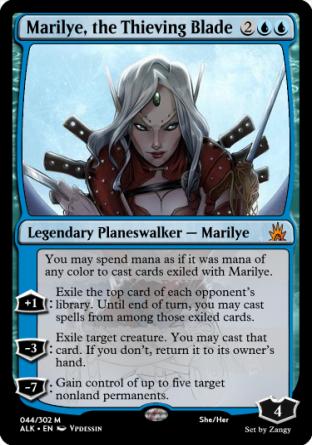 Marilye, the Thieving Blade 2
Legendary Planeswalker — Marilye
You may spend mana as if it was mana of
any color to cast cards exiled with Marilye.
+1: Exile the top card of each opponent's
library. Until end of turn, you may cast
spells from among those exiled cards.
-3: Exile target creature. You may cast that
card. If you don't, return it to its owner's
hand.
-7: Gain control of up to five target
nonland permanents.
4
044/302 M
She/Her
ALK • EN Vpdessin
Set by Zangy